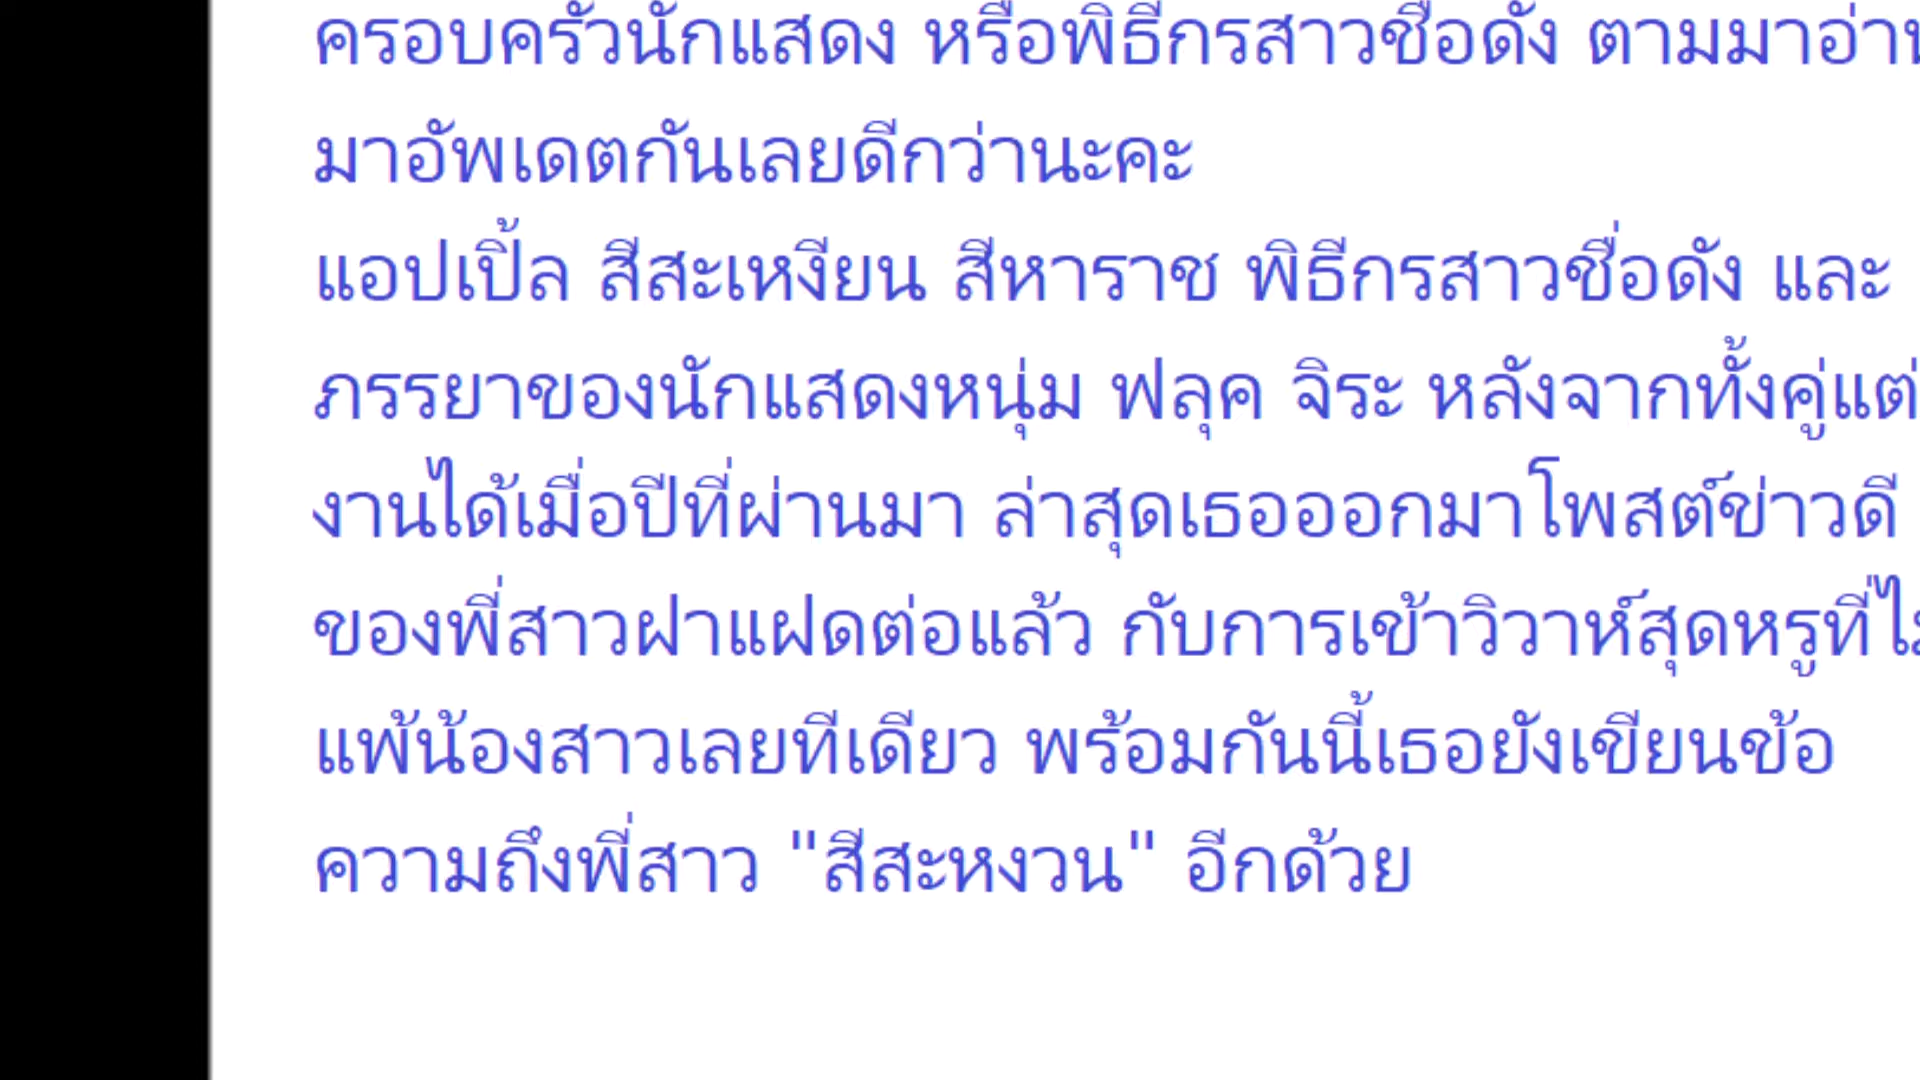 ครอบครัวนักแสดง หรือพิธีกรสาวชื่อดัง ตามมาอ่าน
มาอัพเดตกันเลยดีกว่านะคะ
แอปเปิ้ล สีสะเหงียน สีหาราช พิธีกรสาวชื่อดัง และ
ภรรยาของนักแสดงหนุ่ม ฟลุค จิระ หลังจากทั้งคู่แต่
งานได้เมื่อปีที่ผ่านมา ล่าสุดเธอออกมาโพสต์ข่าวดี
ของพี่สาวฝาแฝดต่อแล้ว กับการเข้าวิวาห์สุดหรูที่
แพ้น้องสาวเลยทีเดียว พร้อมกันนี้เธอยังเขียนข้อ
ความถึงพี่สาว "สีสะหงวน" อีกด้วย